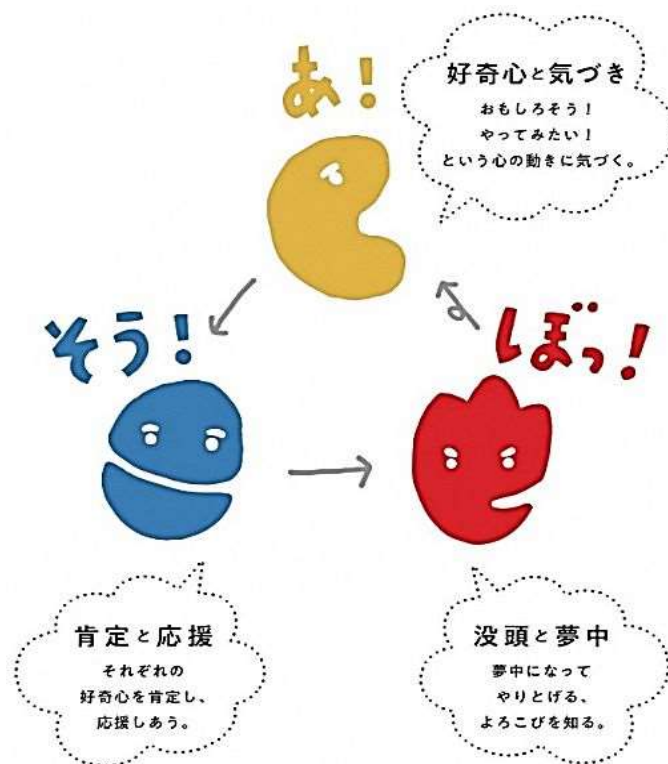 あ！
好奇心と気づき
おもしろそう！
やってみたい！
という心の動きに気づく。
そう！
ぼっ！
肯定と応援
それぞれの
好奇心を肯定し、
応援しあう。
没頭と夢中
夢中になって
やりとげる、
よろこびを知る。